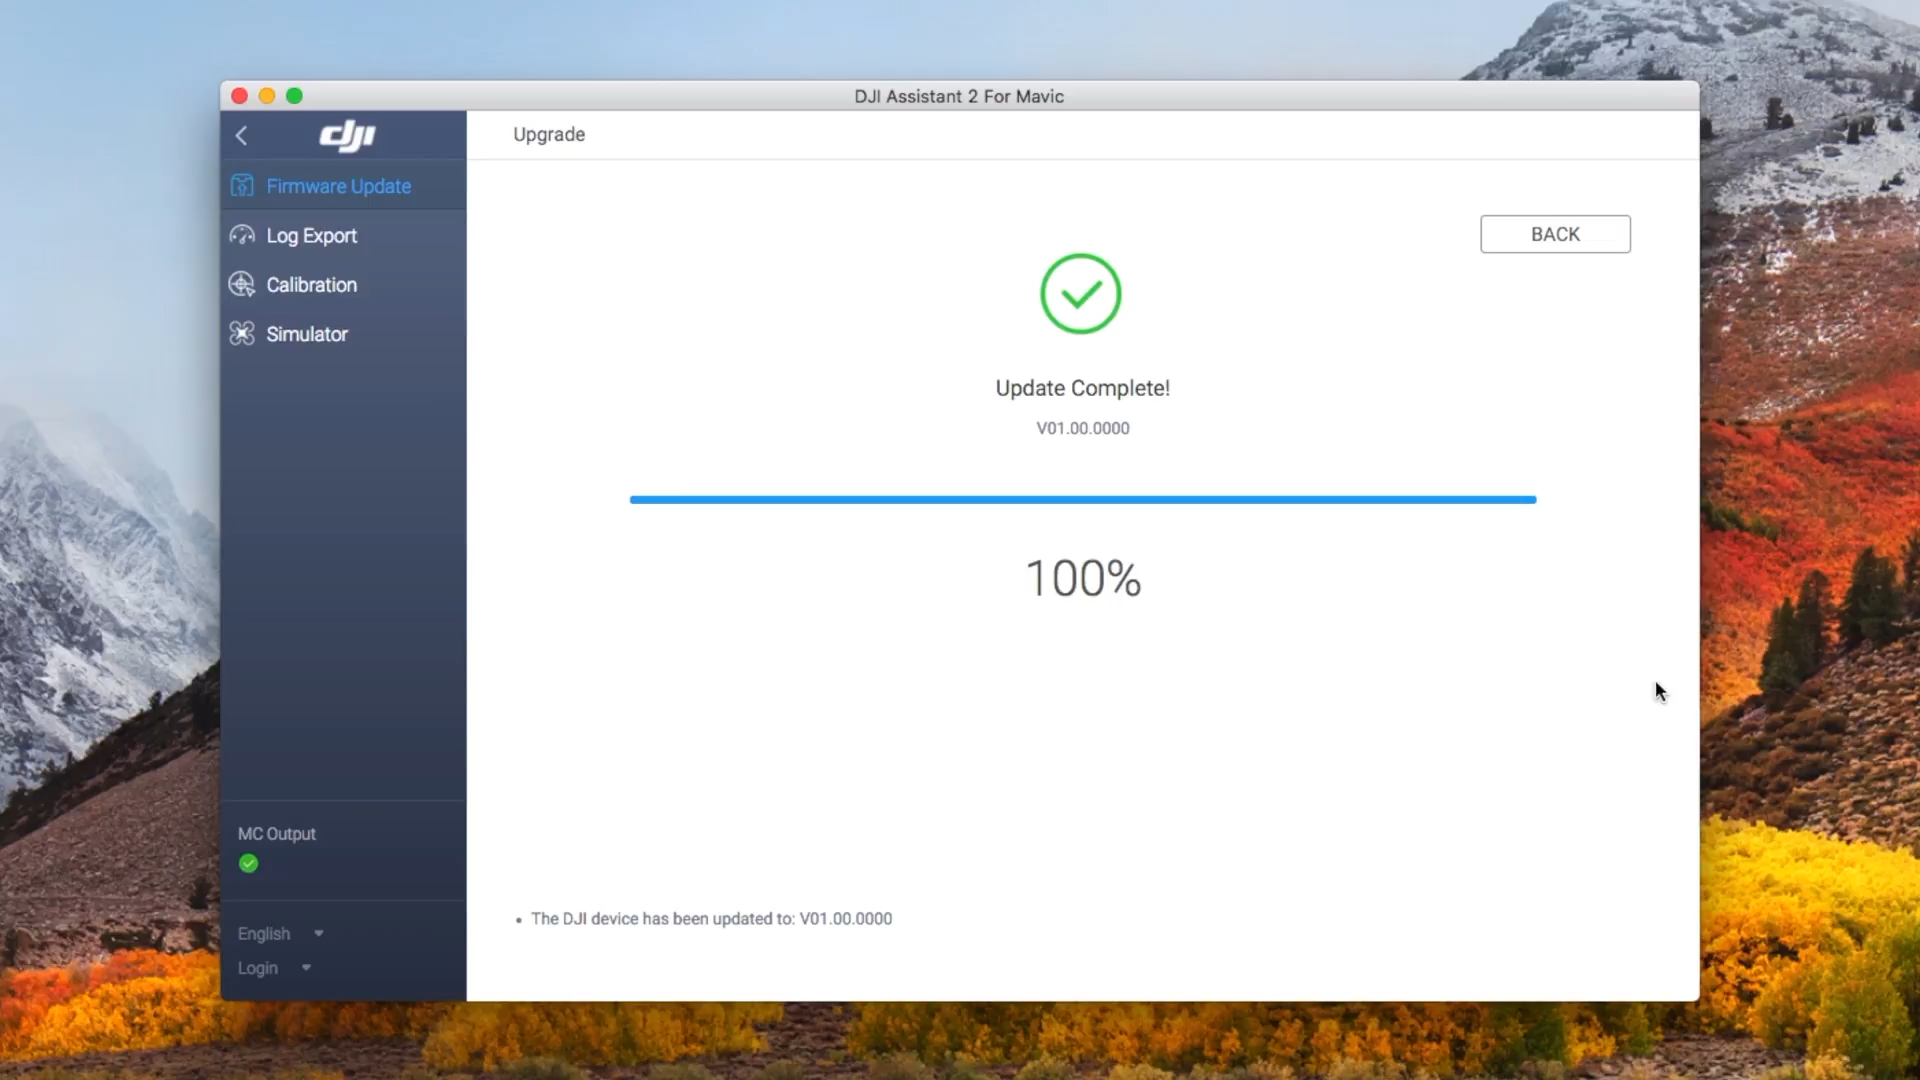 DJI Assistant 2 For Mavic
dji
Upgrade
Firmware Update
Log Export
Calibration
Simulator
BACK
Update Complete!
V01.00.0000
100%
MC Output
• The DJI device has been updated to: V01.00.0000
English
Login